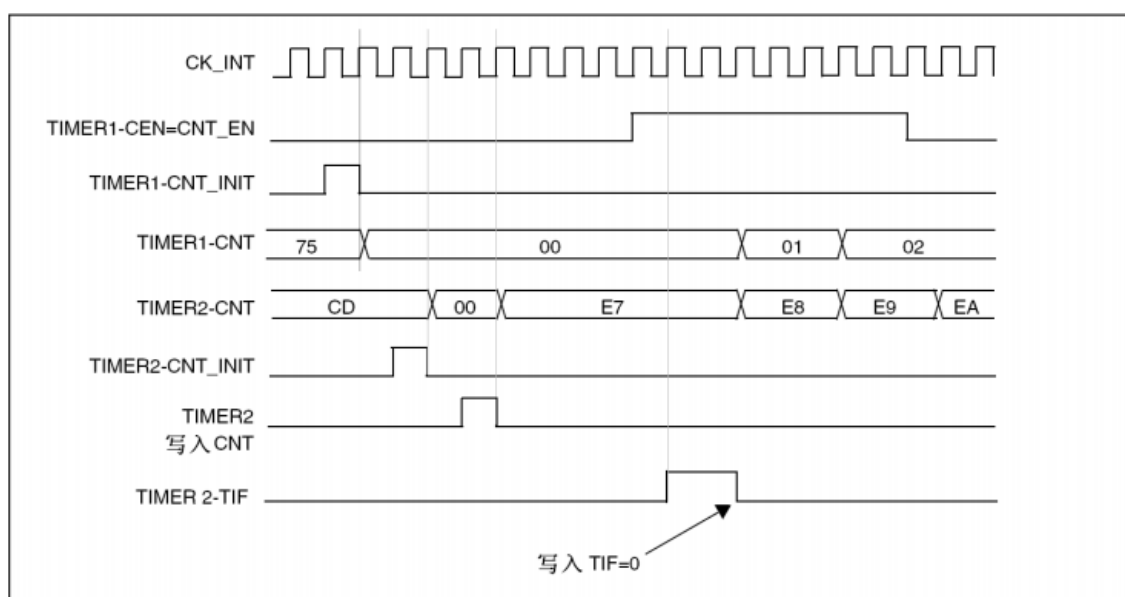 CK_INT
TIMER1-CEN=CNT_EN
TIMER1-CNT_INIT
TIMER1-CNT
75
00
01
02
TIMER2-CNT
CD
00
E7
E8
E9
EA
TIMER2-CNT_INIT
TIMER2
写入CNT
TIMER 2-TIF
写入 TIF=0